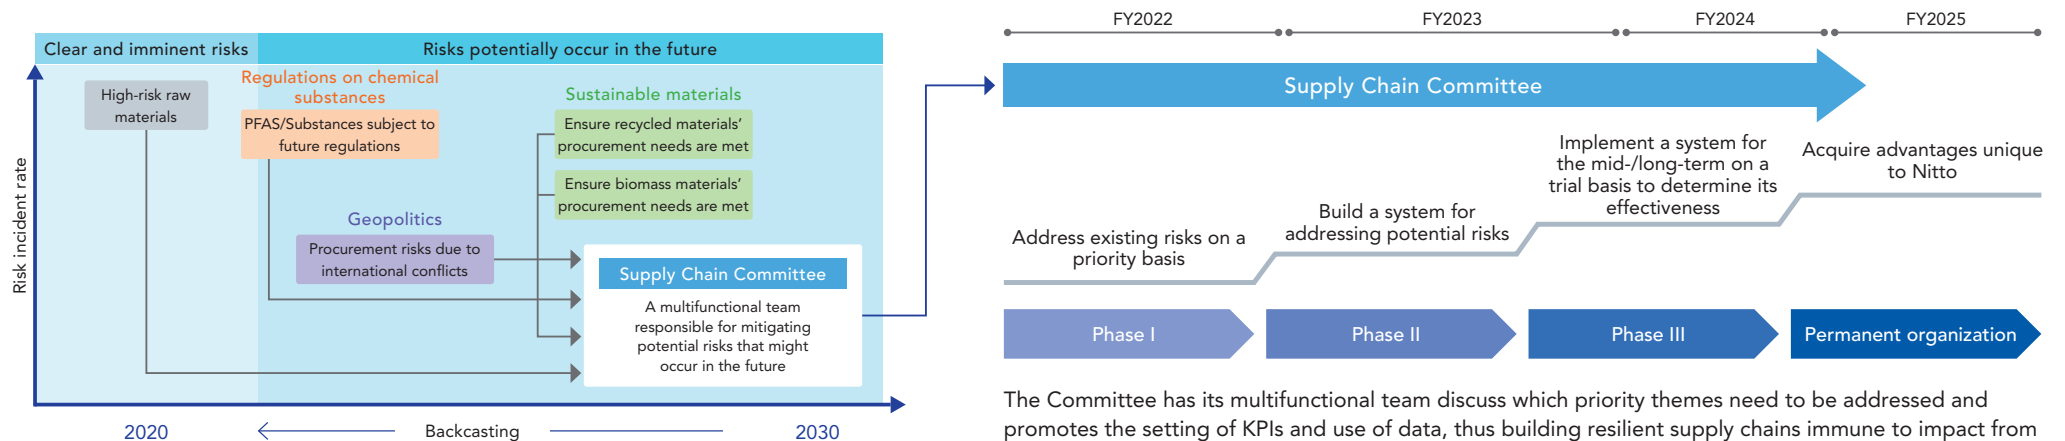 Clear and imminent risks
Risks potentially occur in the future
Risk incident rate
High-risk raw
materials
Regulations on chemical
substances
PFAS/Substances subject to
future regulations
Geopolitics
Procurement risks due to
international conflicts
Sustainable materials
Ensure recycled materials’
procurement needs are met
Ensure biomass materials’
procurement needs are met
Supply Chain Committee
A multifunctional team
responsible for mitigating
potential risks that might
occur in the future
2020
Backcasting
2030
FY2022
FY2023
FY2024
FY2025
Supply Chain Committee
Address existing risks on a
priority basis
Build a system for
addressing potential risks
Implement a system for
the mid-/long-term on a
trial basis to determine its
effectiveness
Acquire advantages unique
to Nitto
Phase I
Phase II
Phase III
Permanent organization
The Committee has its multifunctional team discuss which priority themes need to be addressed and
promotes the setting of KPIs and use of data, thus building resilient supply chains immune to impact from